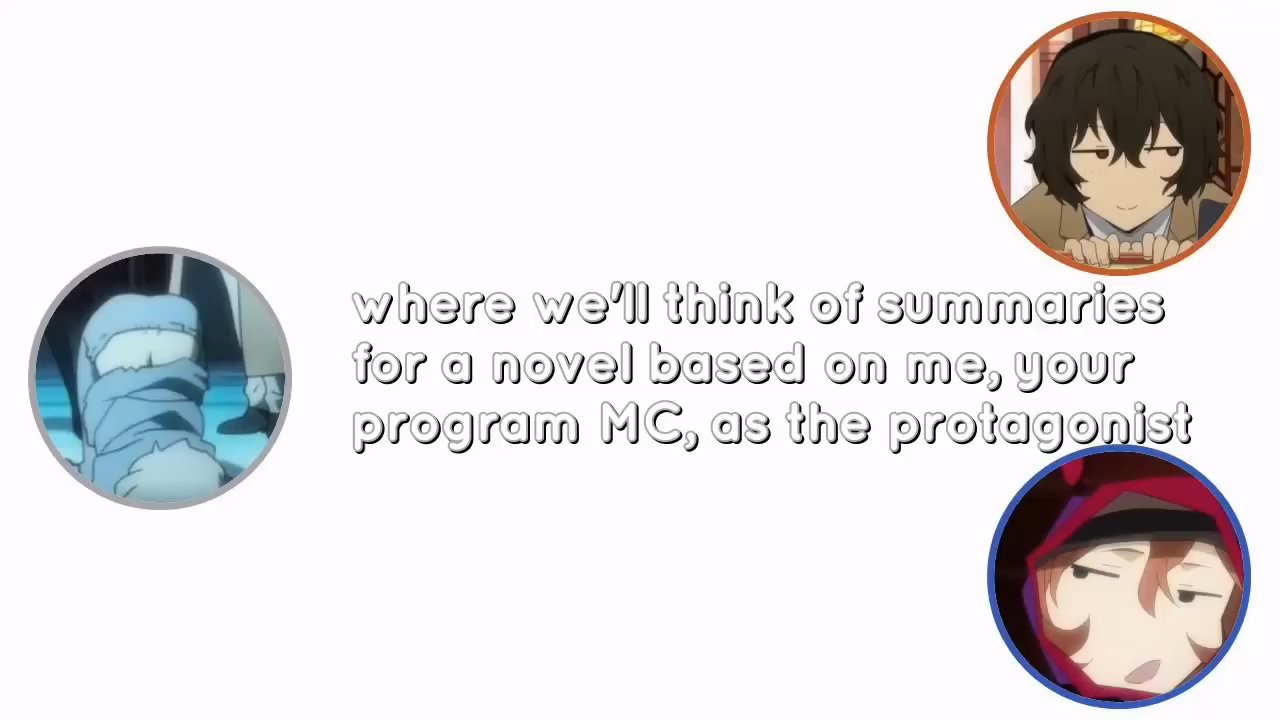 where we'll think of summaries
for a novel based on me, your
program MC, as the protagonist